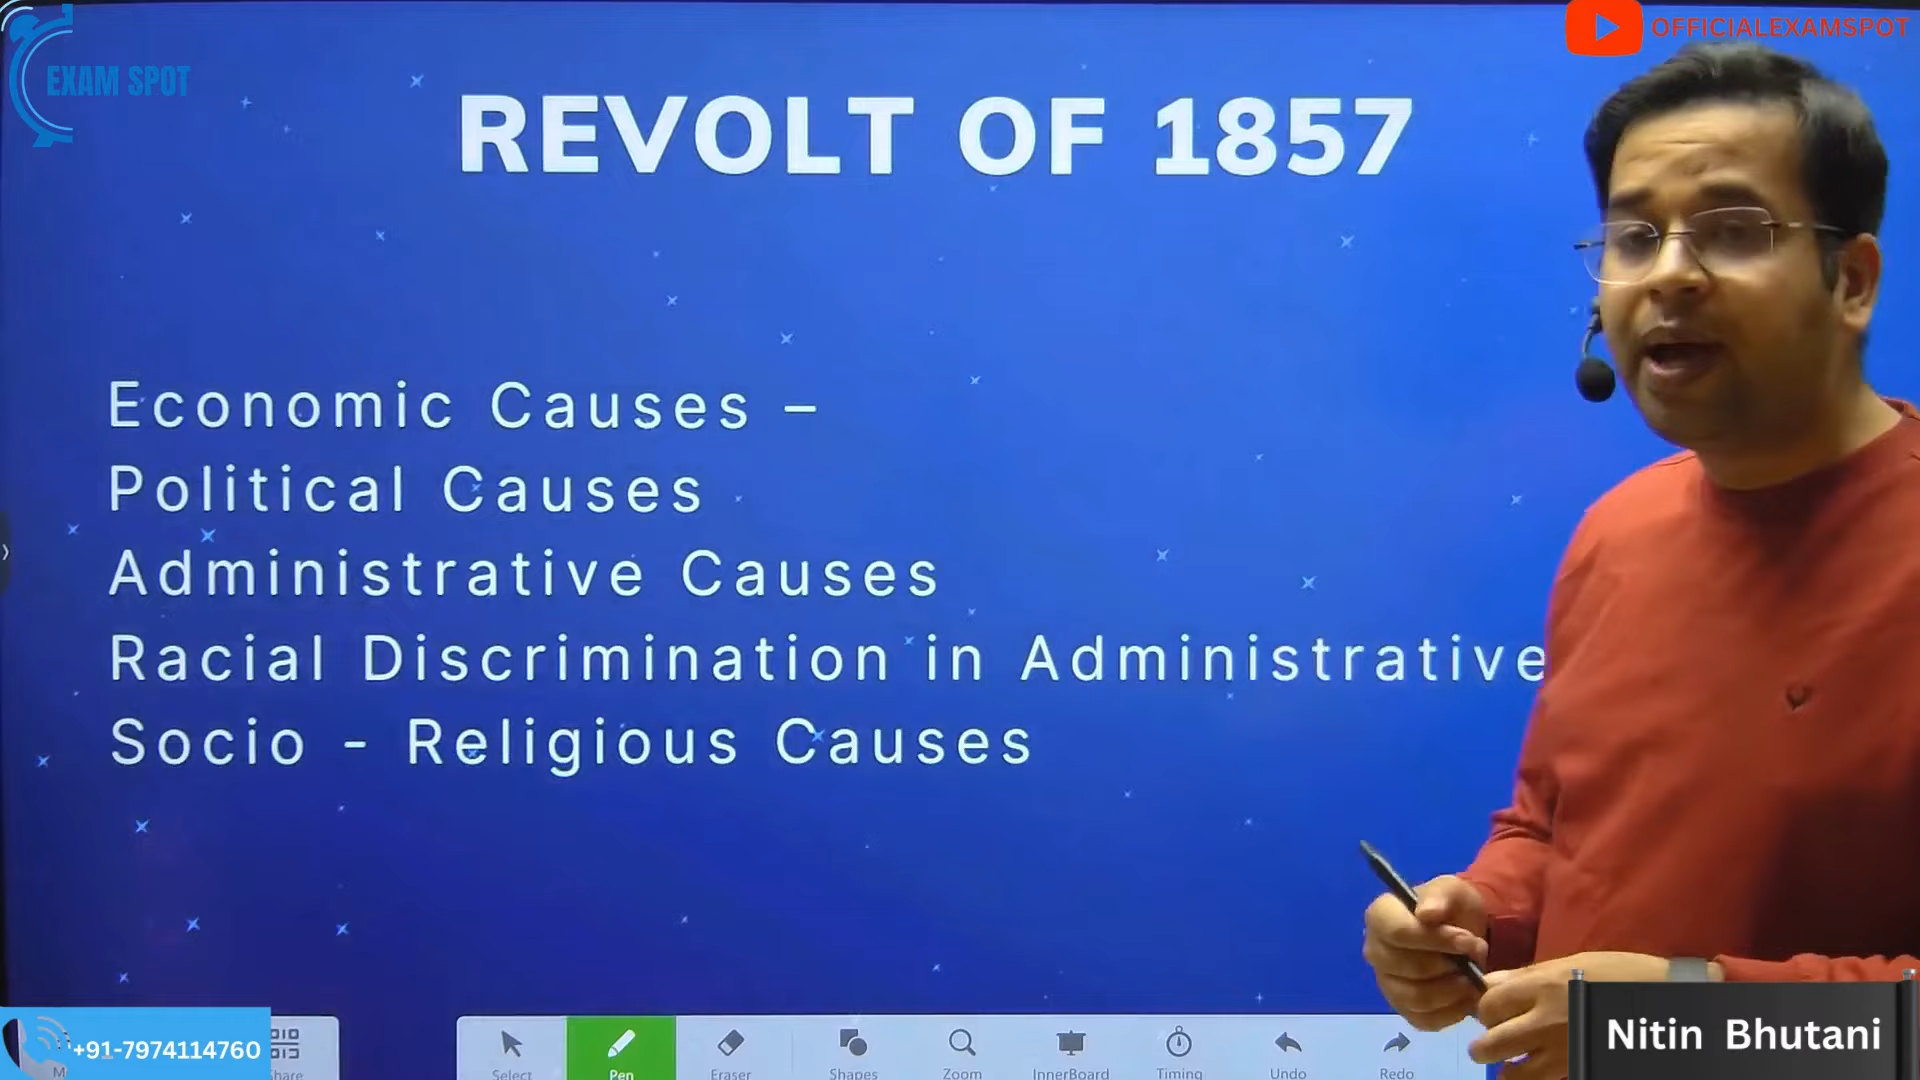 EXAM SPOT
OFFICIALEXAMSPOT
REVOLT OF 1857
Economic Causes –
Political Causes
Administrative Causes
Racial Discrimination in Administrative
Socio - Religious Causes
+91-7974114760
Select
Pen
Eraser
Shapes
Zoom
InnerBoard
Timing
Undo
Redo
Nitin Bhutani